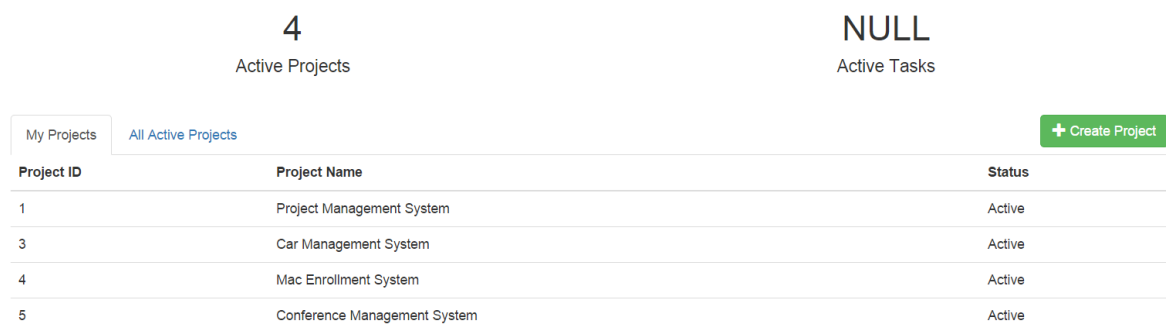 4
Active Projects
NULL
Active Tasks
My Projects All Active Projects + Create Project
Project ID Project Name Status
1 Project Management System Active
3 Car Management System Active
4 Mac Enrollment System Active
5 Conference Management System Active